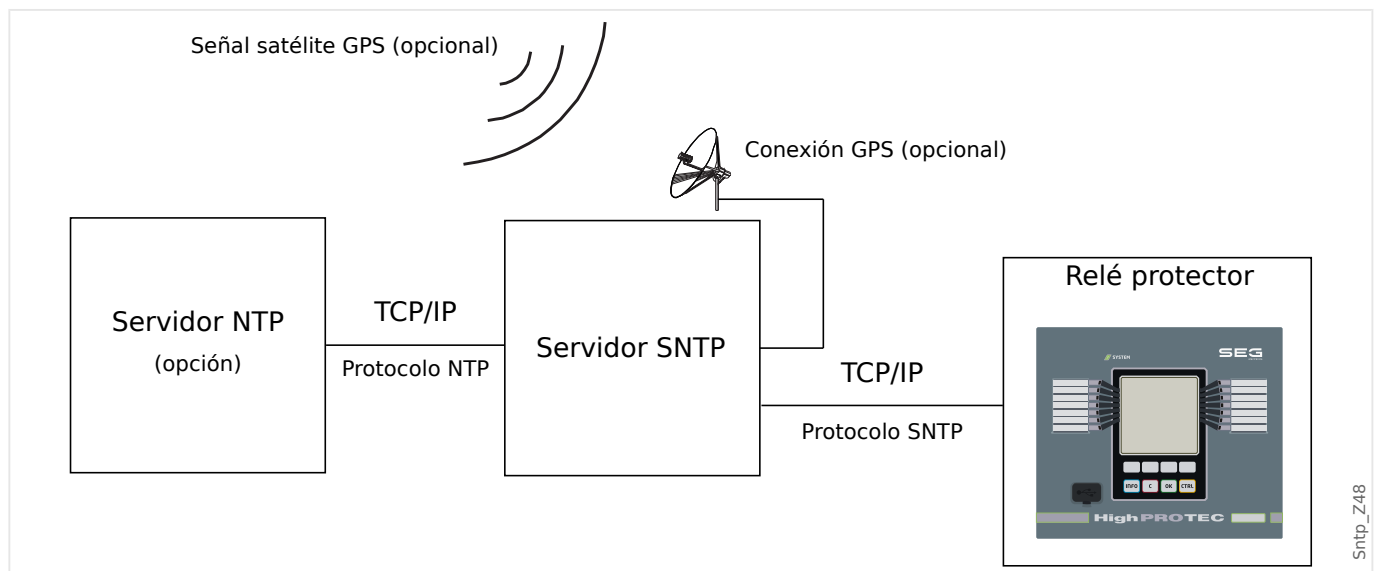 Señal satélite GPS (opcional)
Conexión GPS (opcional)
Servidor NTP
(opción)
TCP/IP
Protocolo NTP
Servidor SNTP
TCP/IP
Protocolo SNTP
Relé protector
SYSTEM
SEG
INFO C OK CTRL
HighPROTEC
Sntp_Z48